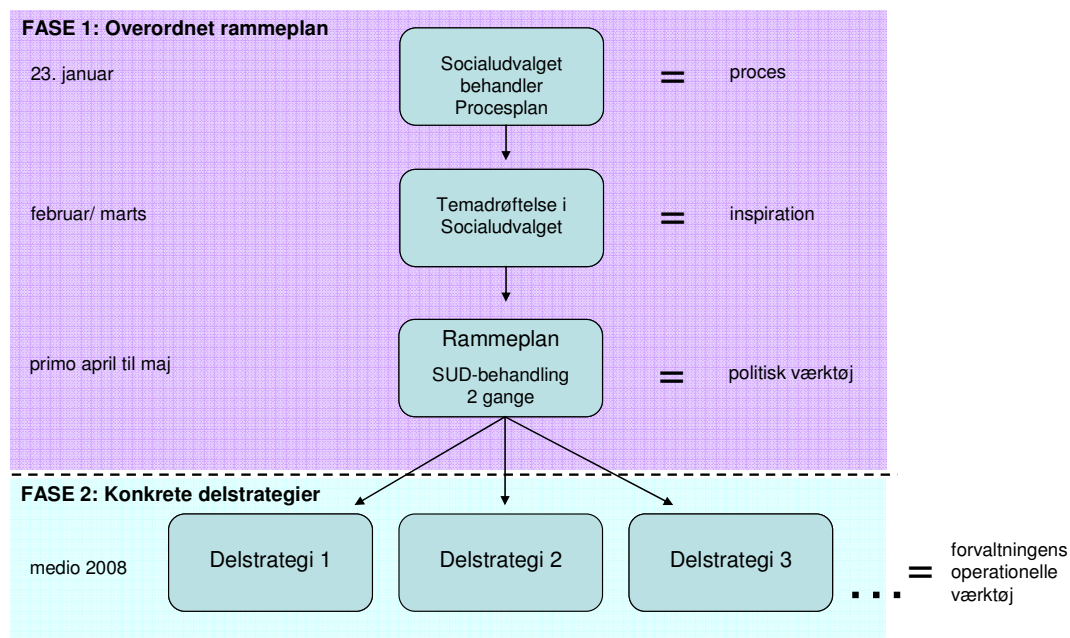 FASE 1: Overordnet rammeplan
23. januar
Socialudvalget
behandler
Procesplan
=
proces
februar/ marts
Temadrøftelse i
Socialudvalget
=
inspiration
primo april til maj
Rammeplan
SUD-behandling
2 gange
=
politisk værktøj
FASE 2: Konkrete delstrategier
medio 2008
Delstrategi 1
Delstrategi 2
Delstrategi 3
... =
forvaltningens
operationelle
værktøj